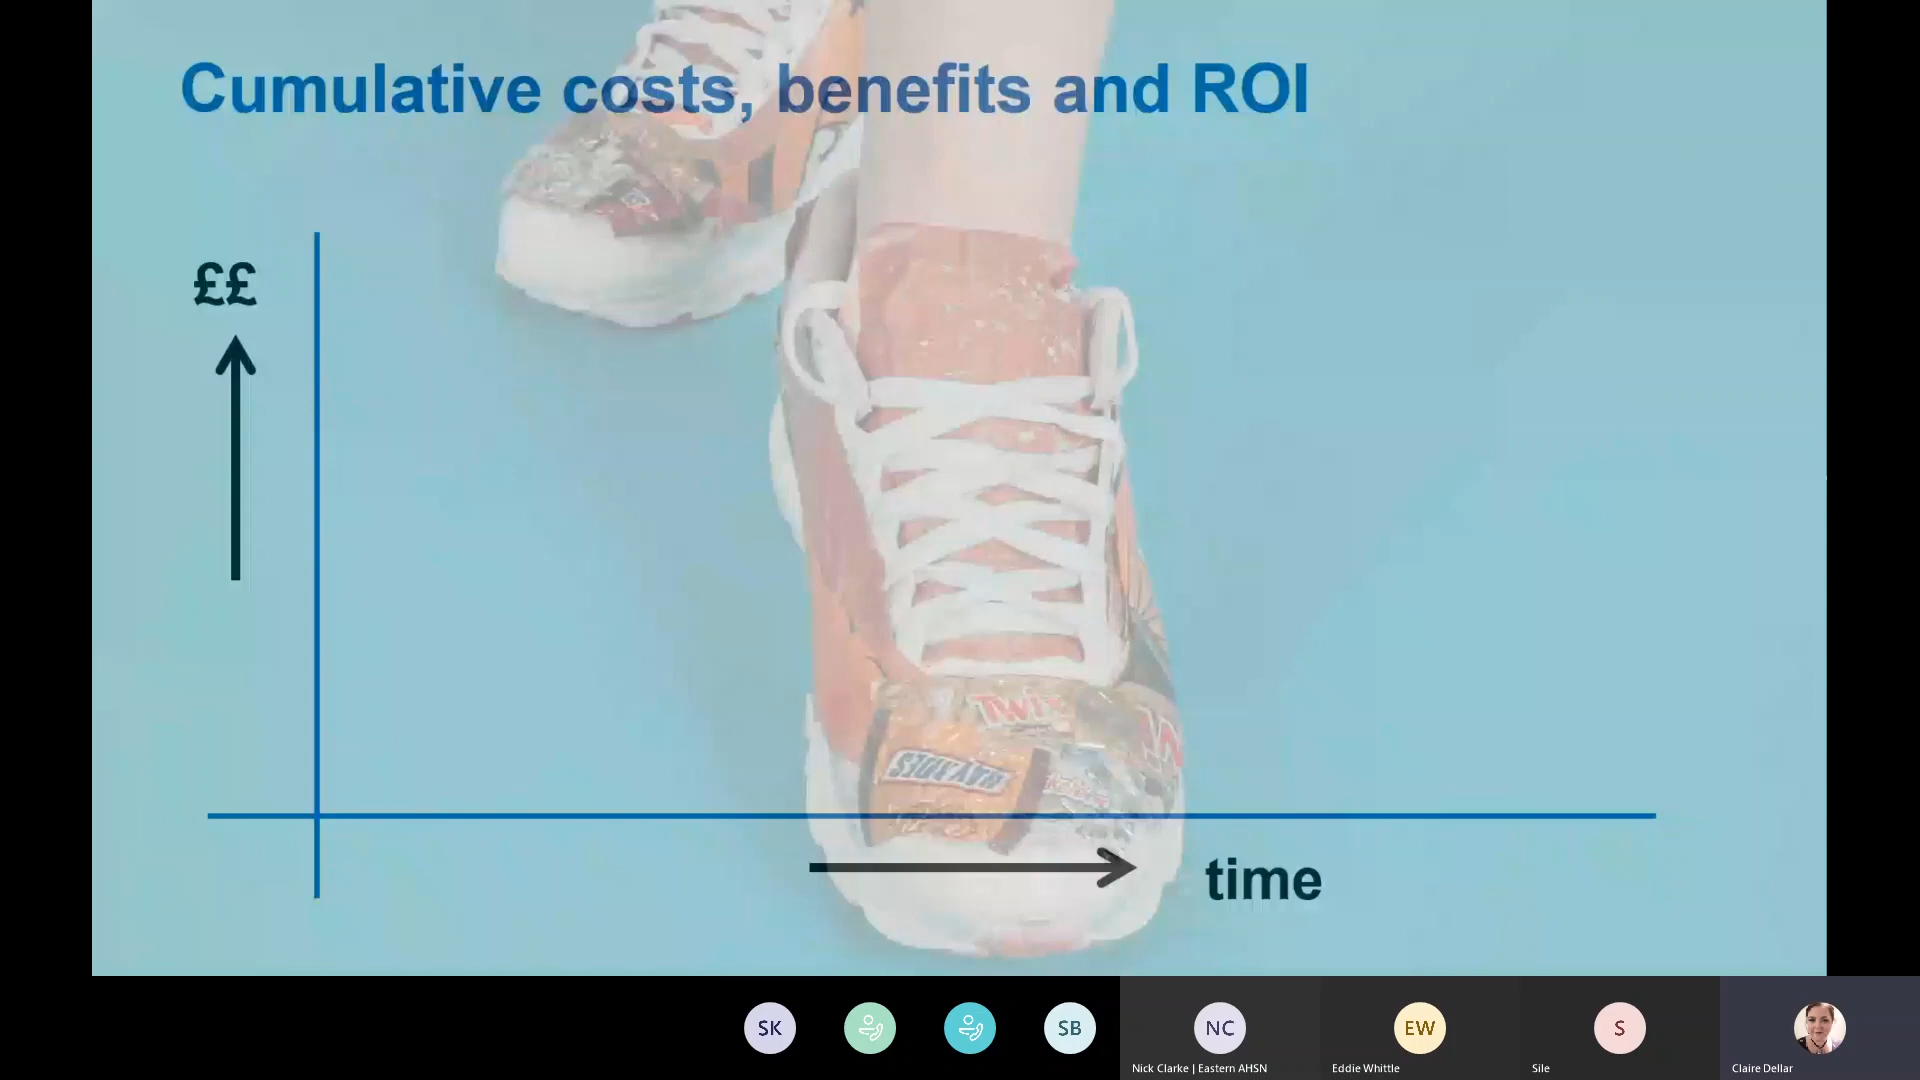 Cumulative costs, benefits and ROI
££
TWIX
time
SK
SB
NC
EW
S
Nick Clarke | Eastern AHSN
Eddie Whittle
Sile
Claire Dellar